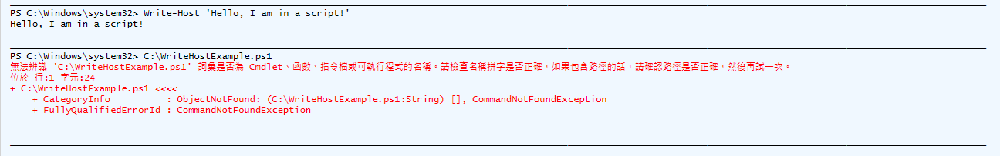 PS C:\Windows\system32> Write-Host 'Hello, I am in a script!'
Hello, I am in a script!
PS C:\Windows\system32> C:\WriteHostExample.ps1
無法辨識 'C:\WriteHostExample.ps1' 詞彙是否為 Cmdlet、函數、指令檔或可執行程式的名稱。請檢查名稱拼字是否正確，如果包含路徑的話，請確認路徑是否正確，然後再試一次。
位於 行:1 字元:24
+ C:\WriteHostExample.ps1 <<<<
    + CategoryInfo          : ObjectNotFound: (C:\WriteHostExample.ps1:String) [], CommandNotFoundException
    + FullyQualifiedErrorId : CommandNotFoundException